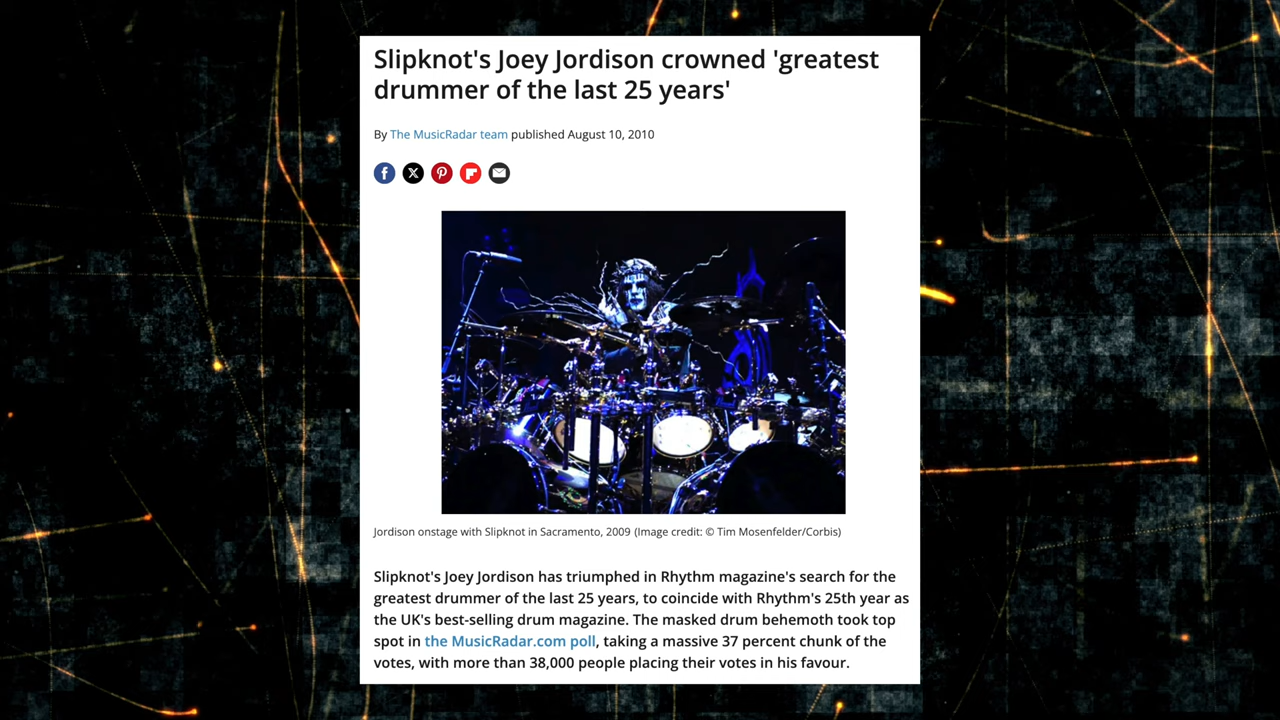 Slipknot's Joey Jordison crowned 'greatest
drummer of the last 25 years'
By The MusicRadar team published August 10, 2010
Jordison onstage with Slipknot in Sacramento, 2009 (Image credit: © Tim Mosenfelder/Corbis)
Slipknot's Joey Jordison has triumphed in Rhythm magazine's search for the
greatest drummer of the last 25 years, to coincide with Rhythm's 25th year as
the UK's best-selling drum magazine. The masked drum behemoth took top
spot in the MusicRadar.com poll, taking a massive 37 percent chunk of the
votes, with more than 38,000 people placing their votes in his favour.